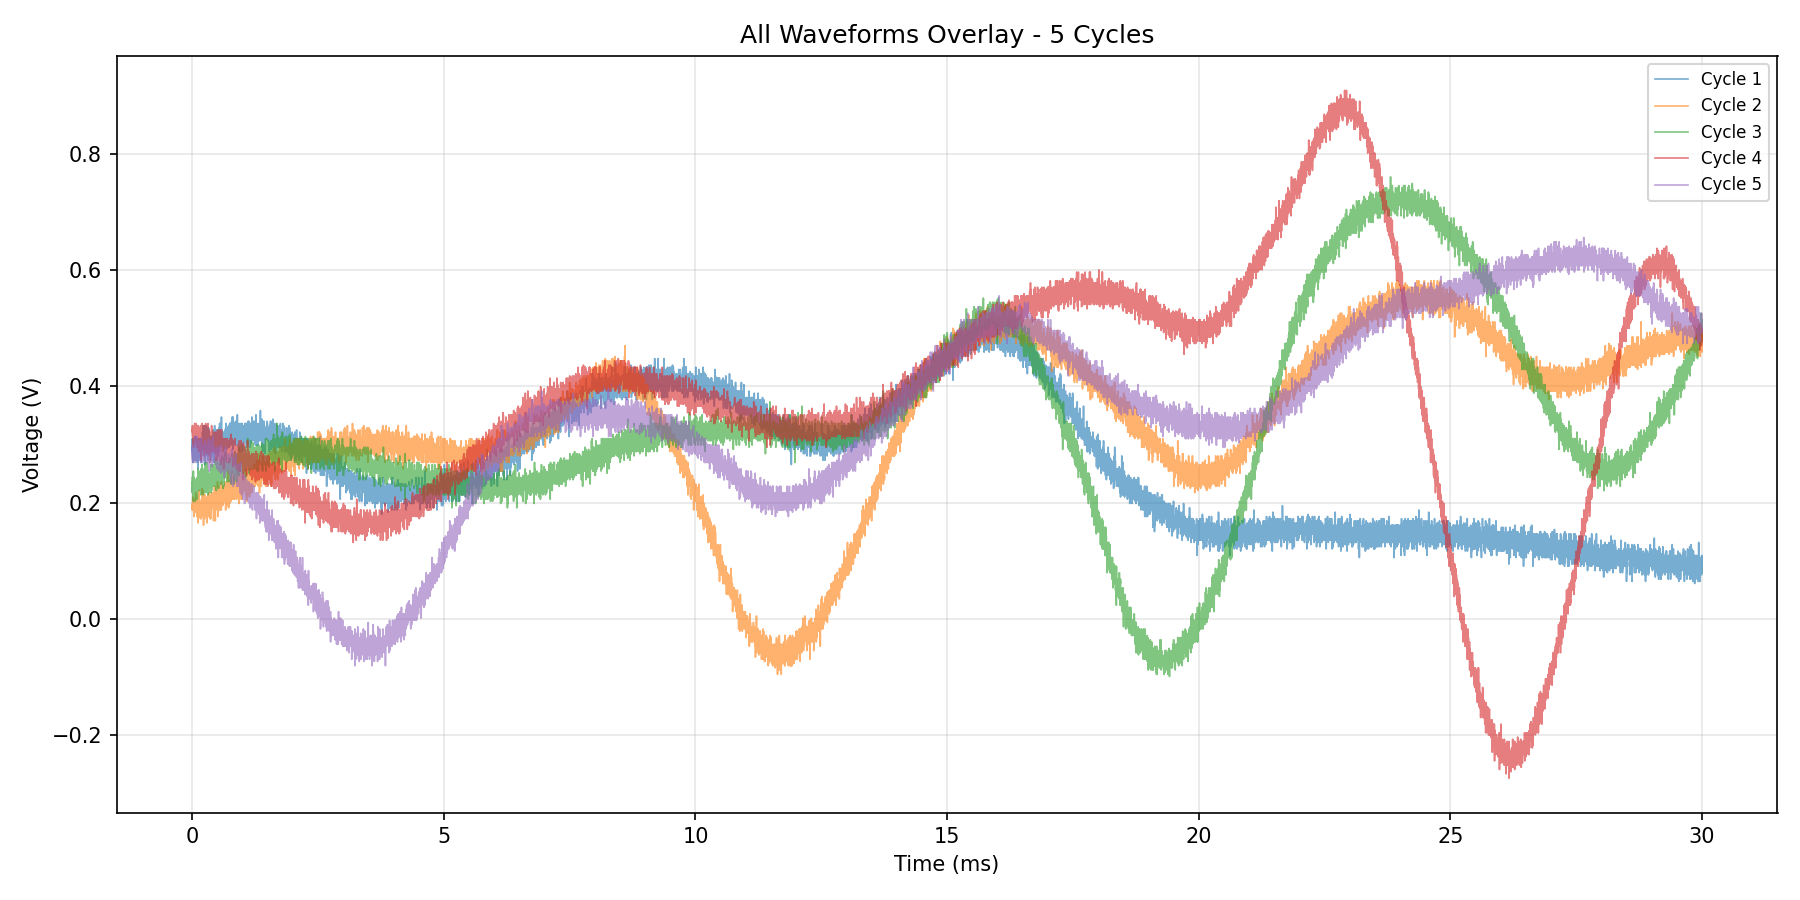 All Waveforms Overlay - 5 Cycles
Cycle 1
Cycle 2
Cycle 3
Cycle 4
Cycle 5
Voltage (V)
0.8
0.6
0.4
0.2
0.0
−0.2
0 5 10 15 20 25 30
Time (ms)